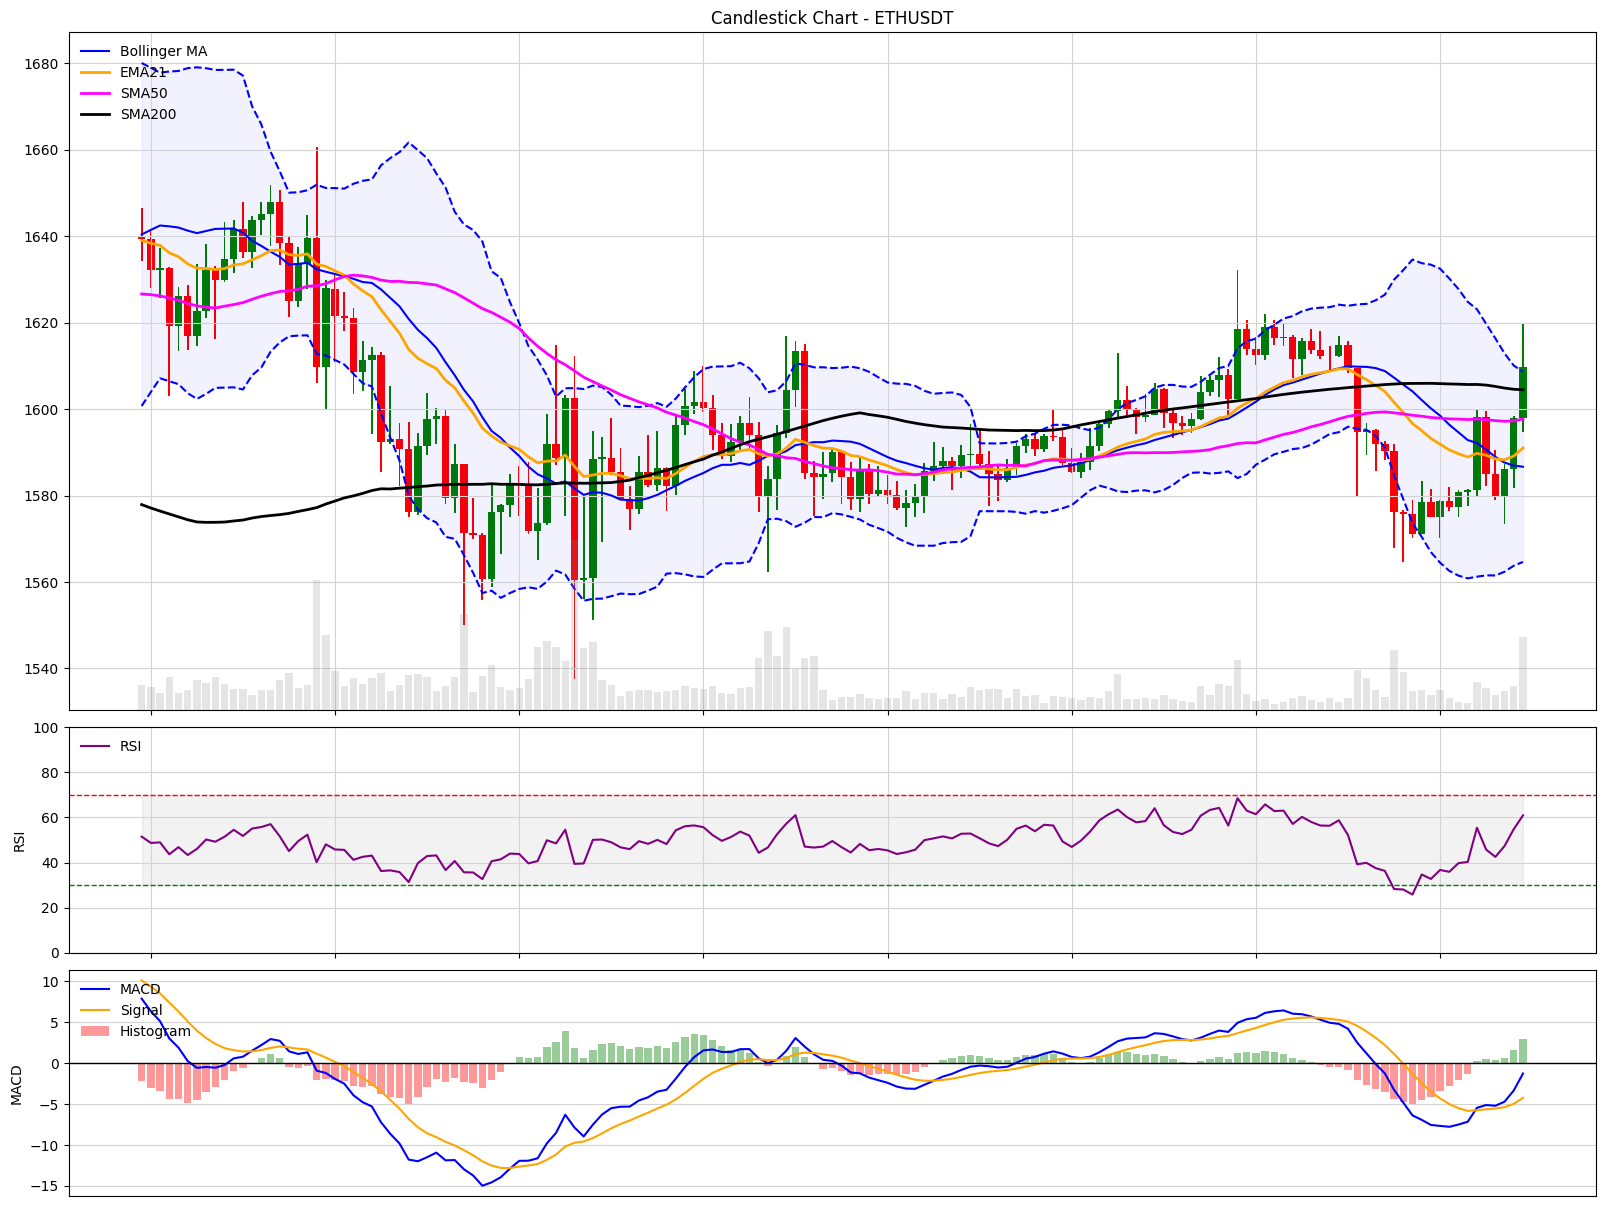 Candlestick Chart - ETHUSDT
Bollinger MA
EMA21
SMA50
SMA200
1680
1660
1640
1620
1600
1580
1560
1540
RSI
RSI
100
80
60
40
20
0
MACD
Signal
Histogram
MACD
10
5
0
−5
−10
−15